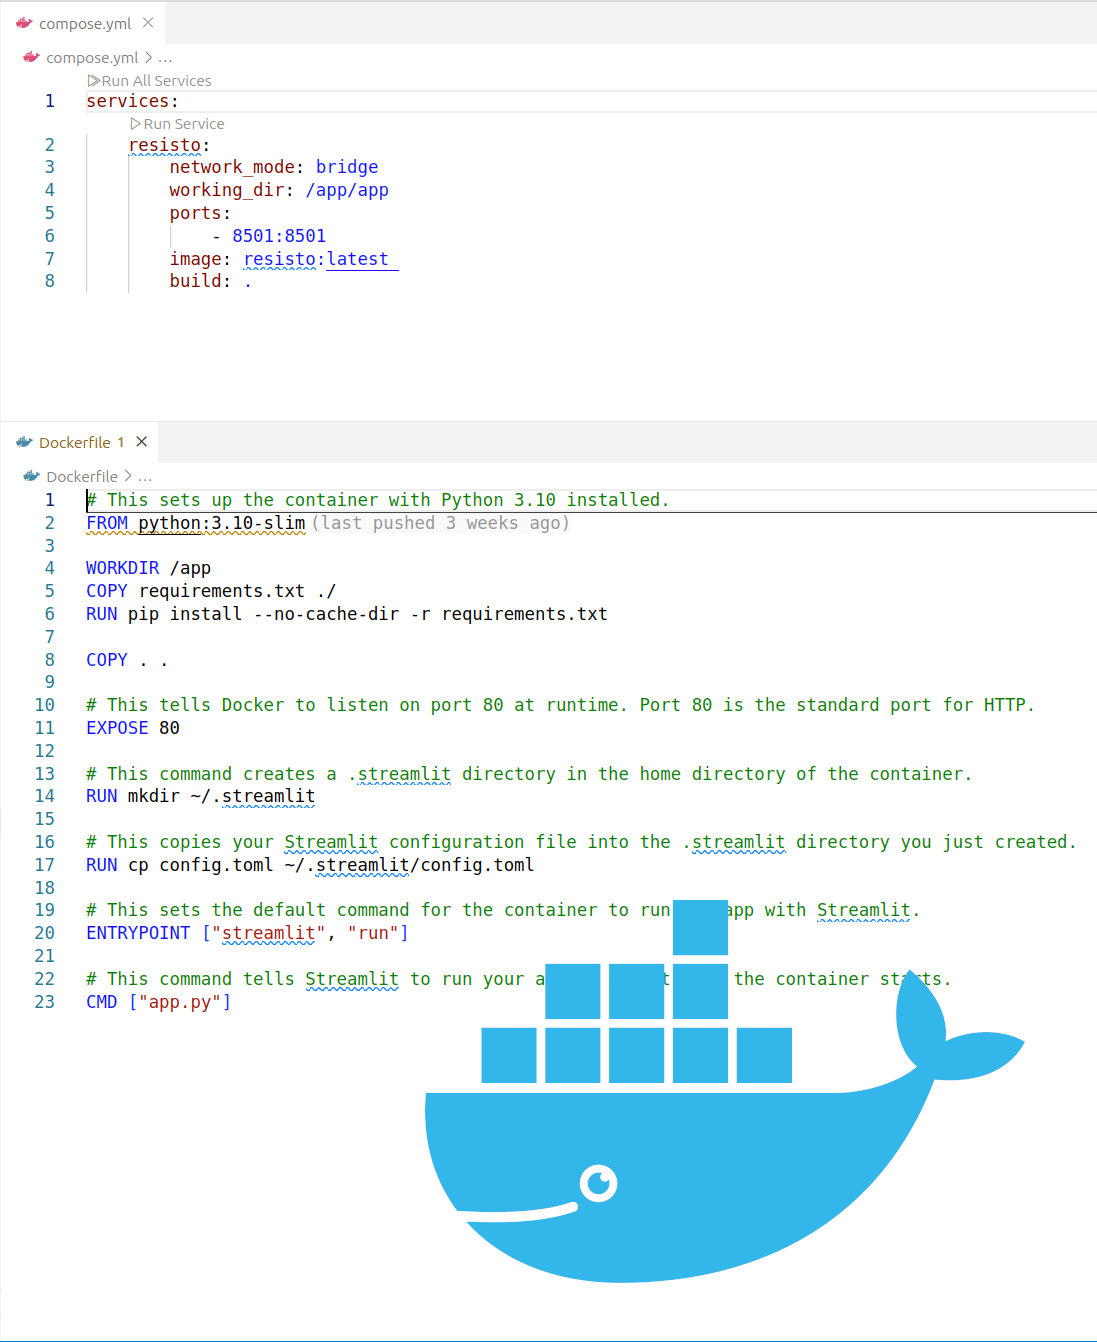 compose.yml
compose.yml > ...
Run All Services
1 services:
Run Service
2 resisto:
3 network_mode: bridge
4 working_dir: /app/app
5 ports:
6 - 8501:8501
7 image: resisto:latest
8 build: .
Dockerfile 1
Dockerfile > ...
1 # This sets up the container with Python 3.10 installed.
2 FROM python:3.10-slim (last pushed 3 weeks ago)
3
4 WORKDIR /app
5 COPY requirements.txt ./
6 RUN pip install --no-cache-dir -r requirements.txt
7
8 COPY . .
9
10 # This tells Docker to listen on port 80 at runtime. Port 80 is the standard port for HTTP.
11 EXPOSE 80
12
13 # This command creates a .streamlit directory in the home directory of the container.
14 RUN mkdir ~/.streamlit
15
16 # This copies your Streamlit configuration file into the .streamlit directory you just created.
17 RUN cp config.toml ~/.streamlit/config.toml
18
19 # This sets the default command for the container to run app with Streamlit.
20 ENTRYPOINT ["streamlit", "run"]
21
22 # This command tells Streamlit to run your the container starts.
23 CMD ["app.py"]